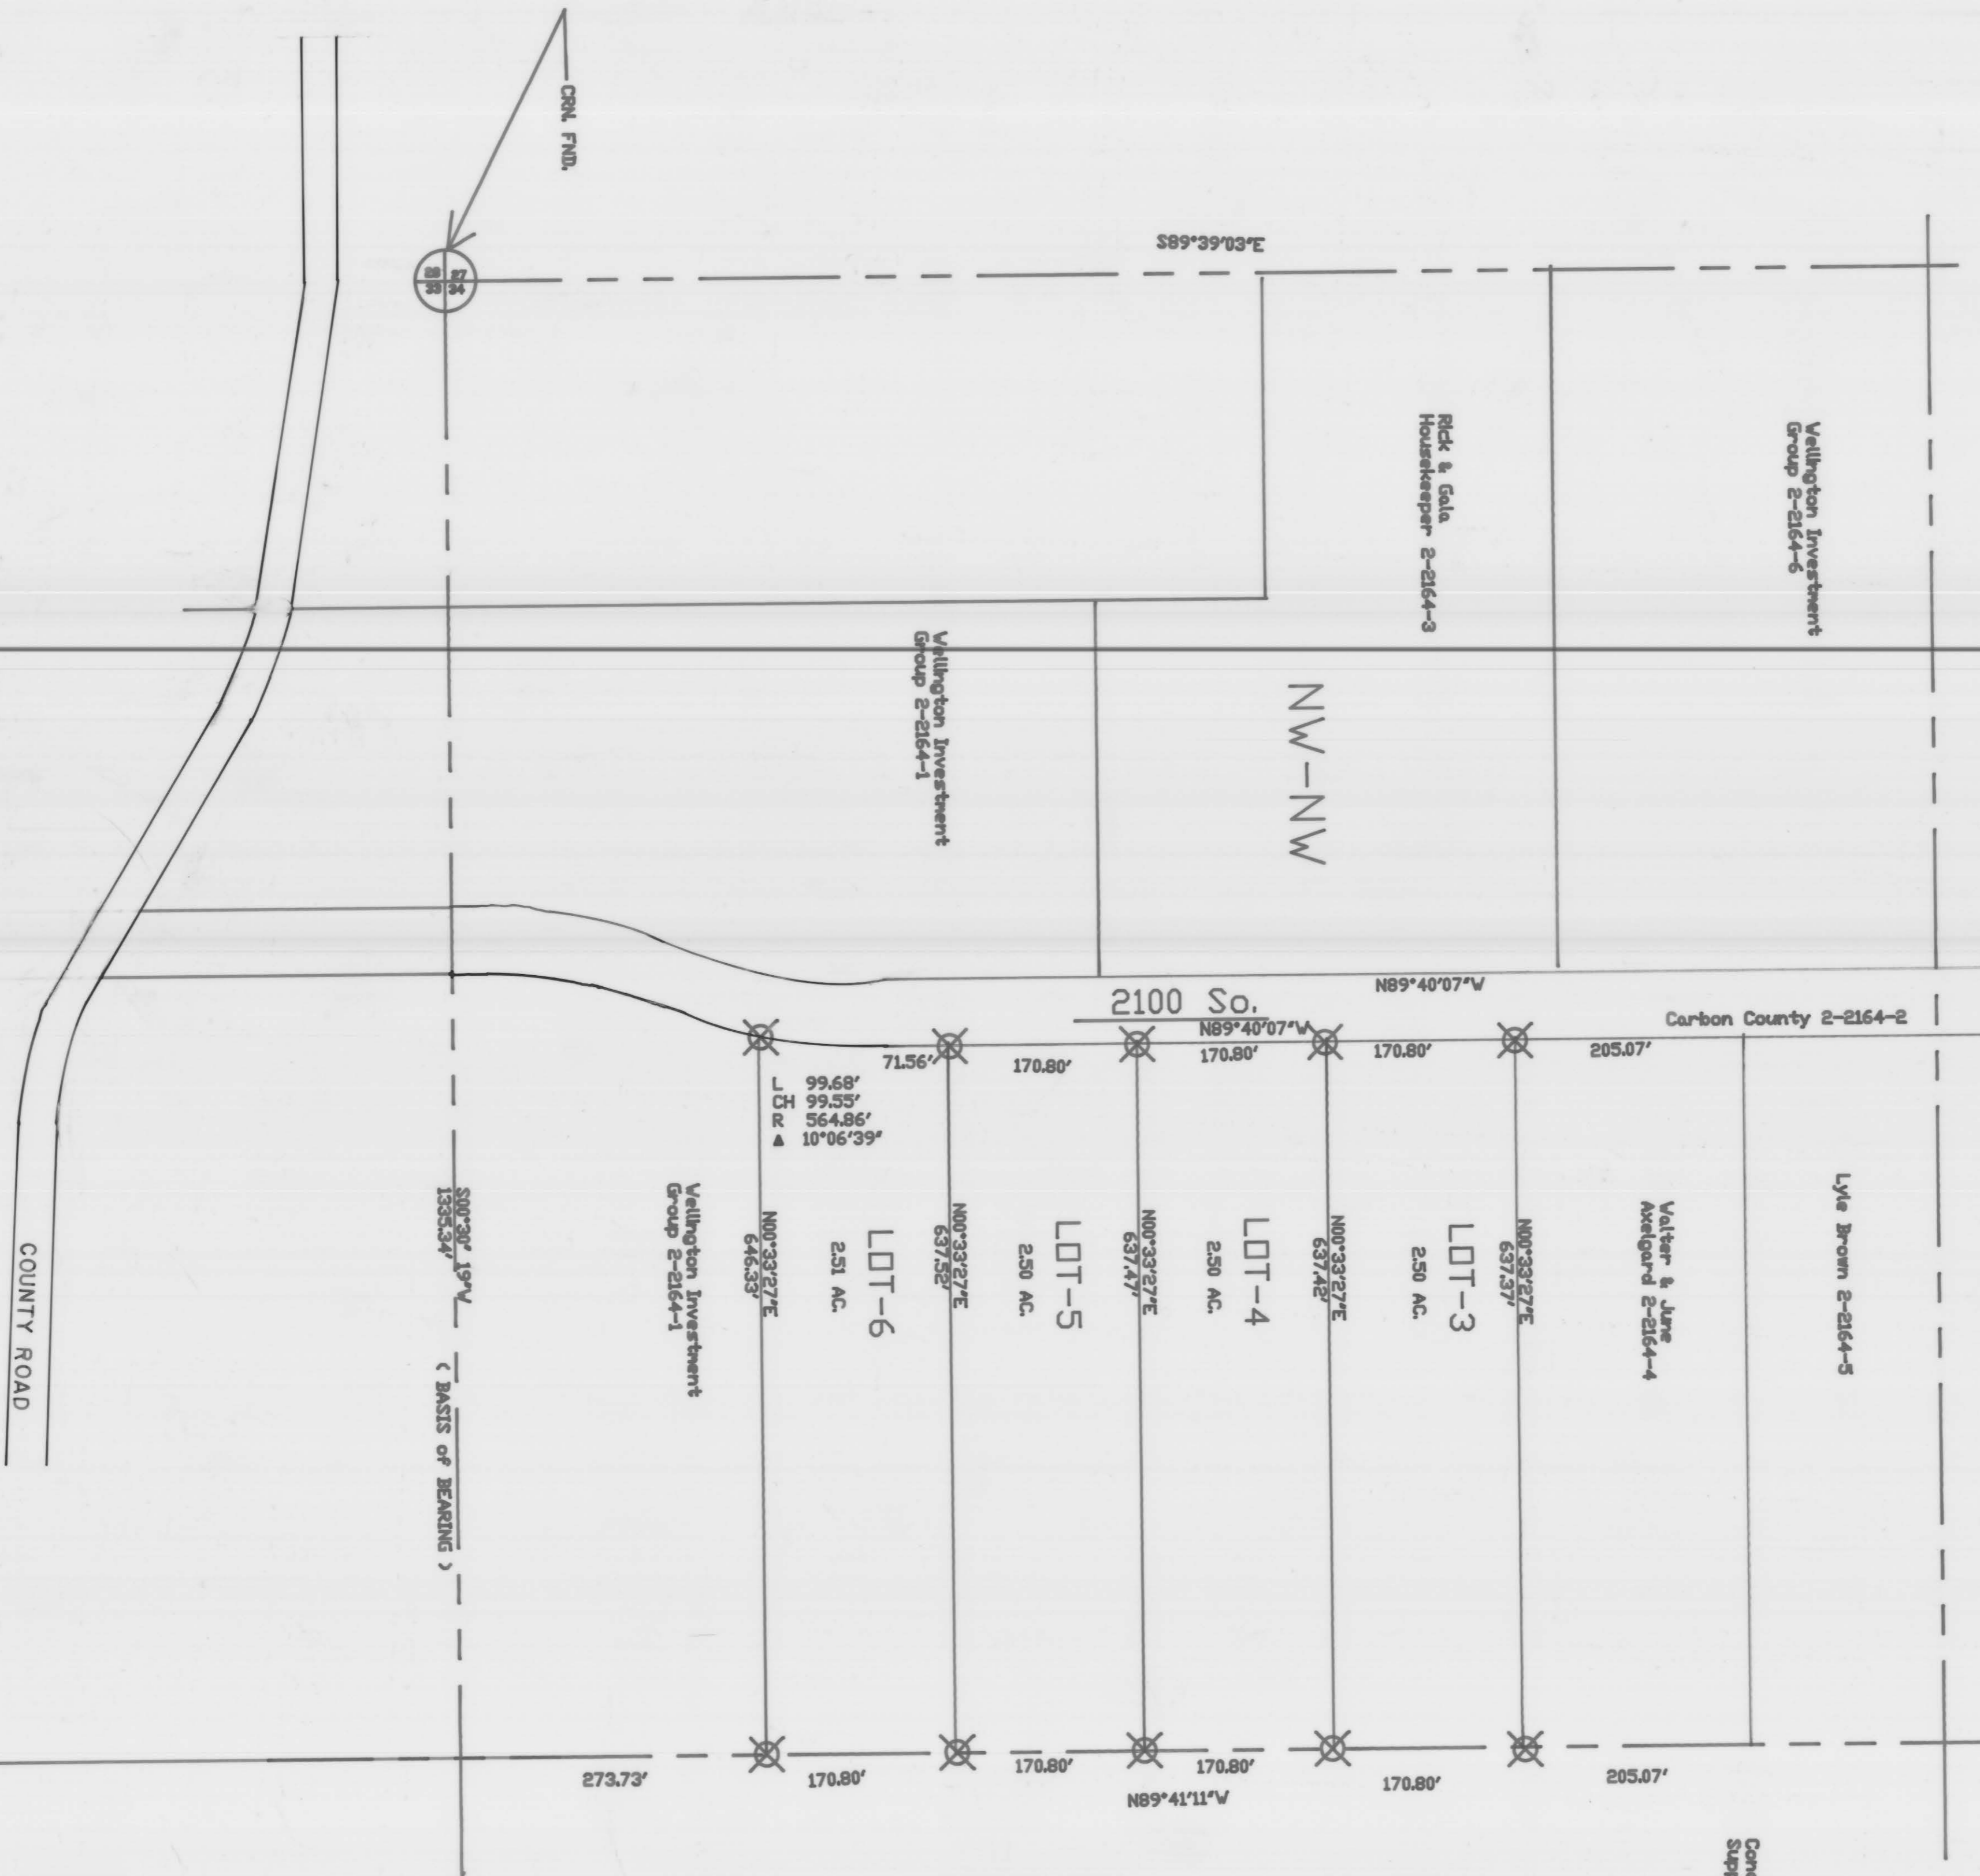 CRN. FND.
S89°39'03"E
28 27
33 34
Rick & Gala
Housekeeper 2-2164-3
Wellington Investment
Group 2-2164-6
Wellington Investment
Group 2-2164-1
NW-NW
N89°40'07"W
2100 So.
N89°40'07"W
Carbon County 2-2164-2
71.56'
170.80'
170.80'
170.80'
205.07'
L 99.68'
CH 99.55'
R 564.86'
Δ 10°06'39"
COUNTY ROAD
S00°30' 19"W
1335.34'
( BASIS of BEARING )
Wellington Investment
Group 2-2164-1
N00°33'27"E
646.33'
LOT-6
2.51 AC.
N00°33'27"E
637.52'
LOT-5
2.50 AC.
N00°33'27"E
637.47'
LOT-4
2.50 AC.
N00°33'27"E
637.42'
LOT-3
2.50 AC.
N00°33'27"E
637.37'
Walter & June
Axelgard 2-2164-4
Lyle Brown 2-2164-5
273.73'
170.80'
170.80'
170.80'
170.80'
205.07'
N89°41'11"W